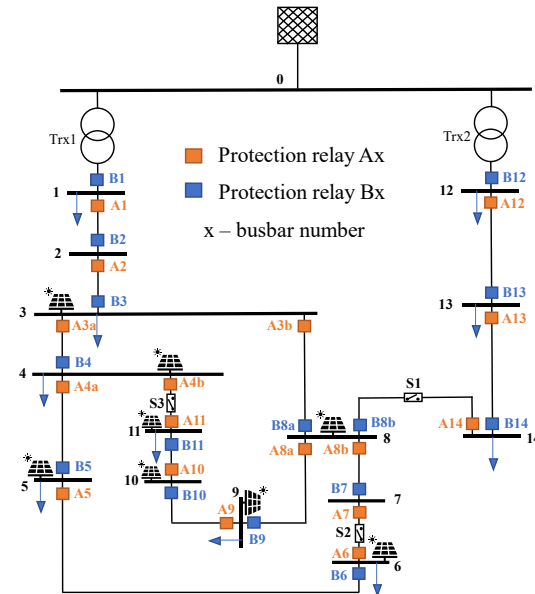 0
Trx1
Trx2
Protection relay Ax
Protection relay Bx
x – busbar number
B1
1
A1
B2
2
A2
B3
3
A3a
A3b
B4
4
A4a
A4b
S3
A11
11
B11
A10
10
B10
B5
5
A5
9
A9
B9
B8a
B8b
8
A8a
A8b
B7
7
A7
S2
A6
6
B6
S1
B12
12
A12
B13
13
A13
A14
B14
14